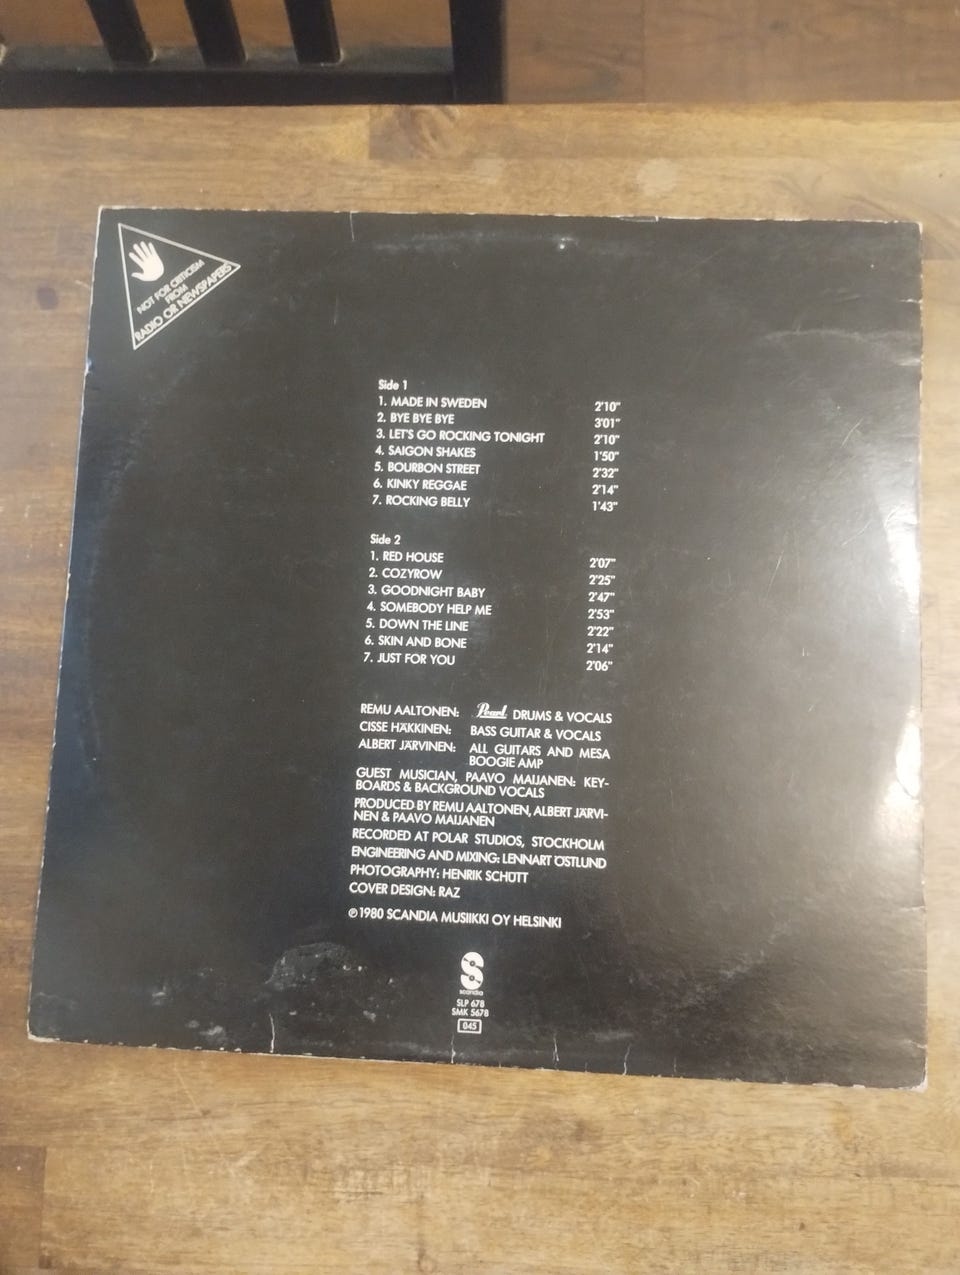 NOT FOR CRITICISM
FROM
RADIO OR NEWSPAPERS
Side 1
1. MADE IN SWEDEN 2'10"
2. BYE BYE BYE 3'01"
3. LET'S GO ROCKING TONIGHT 2'10"
4. SAIGON SHAKES 1'50"
5. BOURBON STREET 2'32"
6. KINKY REGGAE 2'14"
7. ROCKING BELLY 1'43"
Side 2
1. RED HOUSE 2'07"
2. COZYROW 2'25"
3. GOODNIGHT BABY 2'47"
4. SOMEBODY HELP ME 2'53"
5. DOWN THE LINE 2'22"
6. SKIN AND BONE 2'14"
7. JUST FOR YOU 2'06"
REMU AALTONEN: Pearl DRUMS & VOCALS
CISSE HÄKKINEN: BASS GUITAR & VOCALS
ALBERT JÄRVINEN: ALL GUITARS AND MESA
BOOGIE AMP
GUEST MUSICIAN, PAAVO MAIJANEN: KEY-
BOARDS & BACKGROUND VOCALS
PRODUCED BY REMU AALTONEN, ALBERT JÄRVI-
NEN & PAAVO MAIJANEN
RECORDED AT POLAR STUDIOS, STOCKHOLM
ENGINEERING AND MIXING: LENNART ÖSTLUND
PHOTOGRAPHY: HENRIK SCHÜTT
COVER DESIGN: RAZ
℗ 1980 SCANDIA MUSIIKKI OY HELSINKI
S
scandia
SLP 678
SMK 5678
045